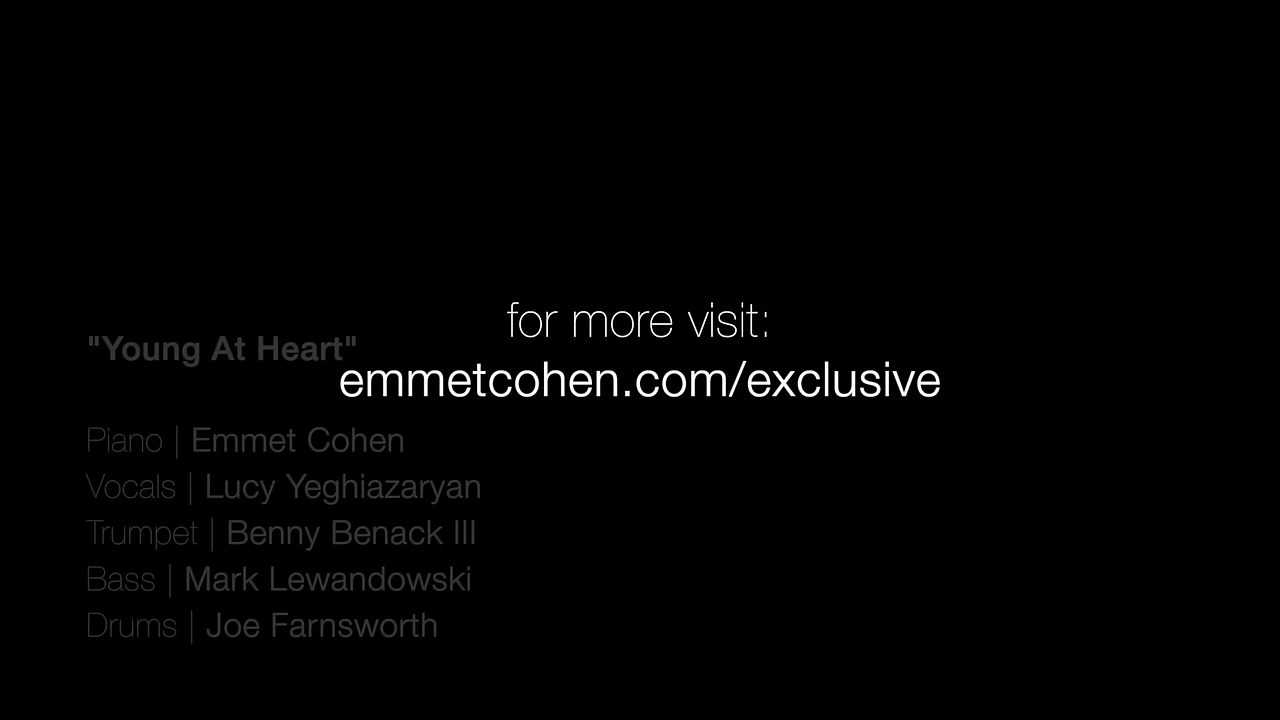 for more visit:
emmetcohen.com/exclusive
"Young At Heart"
Piano | Emmet Cohen
Vocals | Lucy Yeghiazaryan
Trumpet | Benny Benack III
Bass | Mark Lewandowski
Drums | Joe Farnsworth